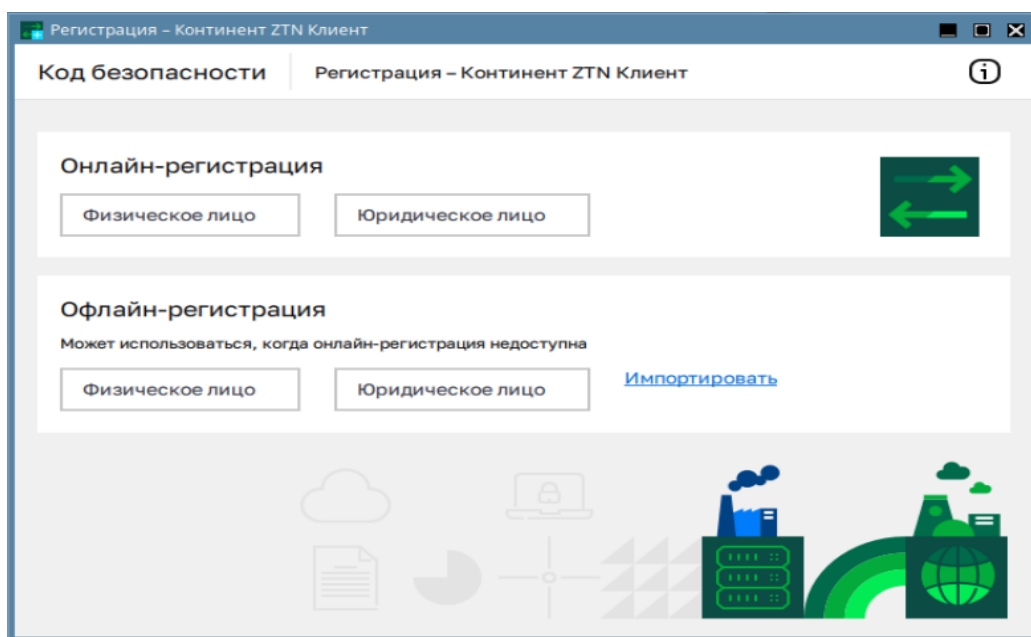 Регистрация – Континент ZTN Клиент
Код безопасности
Регистрация – Континент ZTN Клиент
Онлайн-регистрация
Физическое лицо
Юридическое лицо
Офлайн-регистрация
Может использоваться, когда онлайн-регистрация недоступна
Физическое лицо
Юридическое лицо
Импортировать